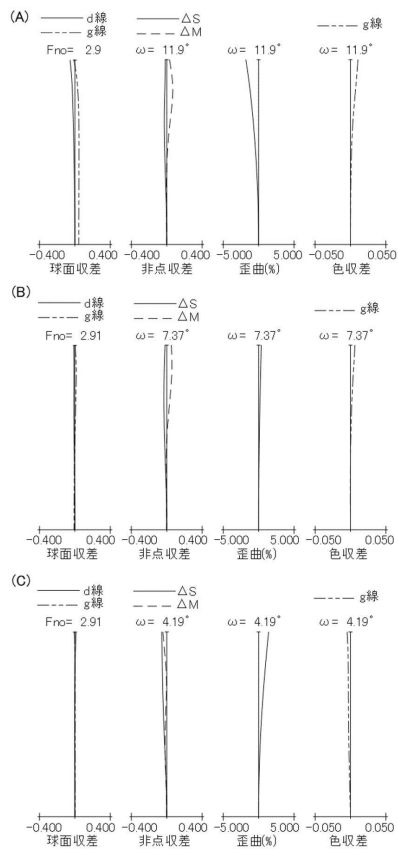 (A)
d線
g線
Fno= 2.9
-0.400 0.400
球面収差
ΔS
ΔM
ω= 11.9°
-0.400 0.400
非点収差
ω= 11.9°
-5.000 5.000
歪曲(%)
g線
ω= 11.9°
-0.050 0.050
色収差
(B)
d線
g線
Fno= 2.91
-0.400 0.400
球面収差
ΔS
ΔM
ω= 7.37°
-0.400 0.400
非点収差
ω= 7.37°
-5.000 5.000
歪曲(%)
g線
ω= 7.37°
-0.050 0.050
色収差
(C)
d線
g線
Fno= 2.91
-0.400 0.400
球面収差
ΔS
ΔM
ω= 4.19°
-0.400 0.400
非点収差
ω= 4.19°
-5.000 5.000
歪曲(%)
g線
ω= 4.19°
-0.050 0.050
色収差